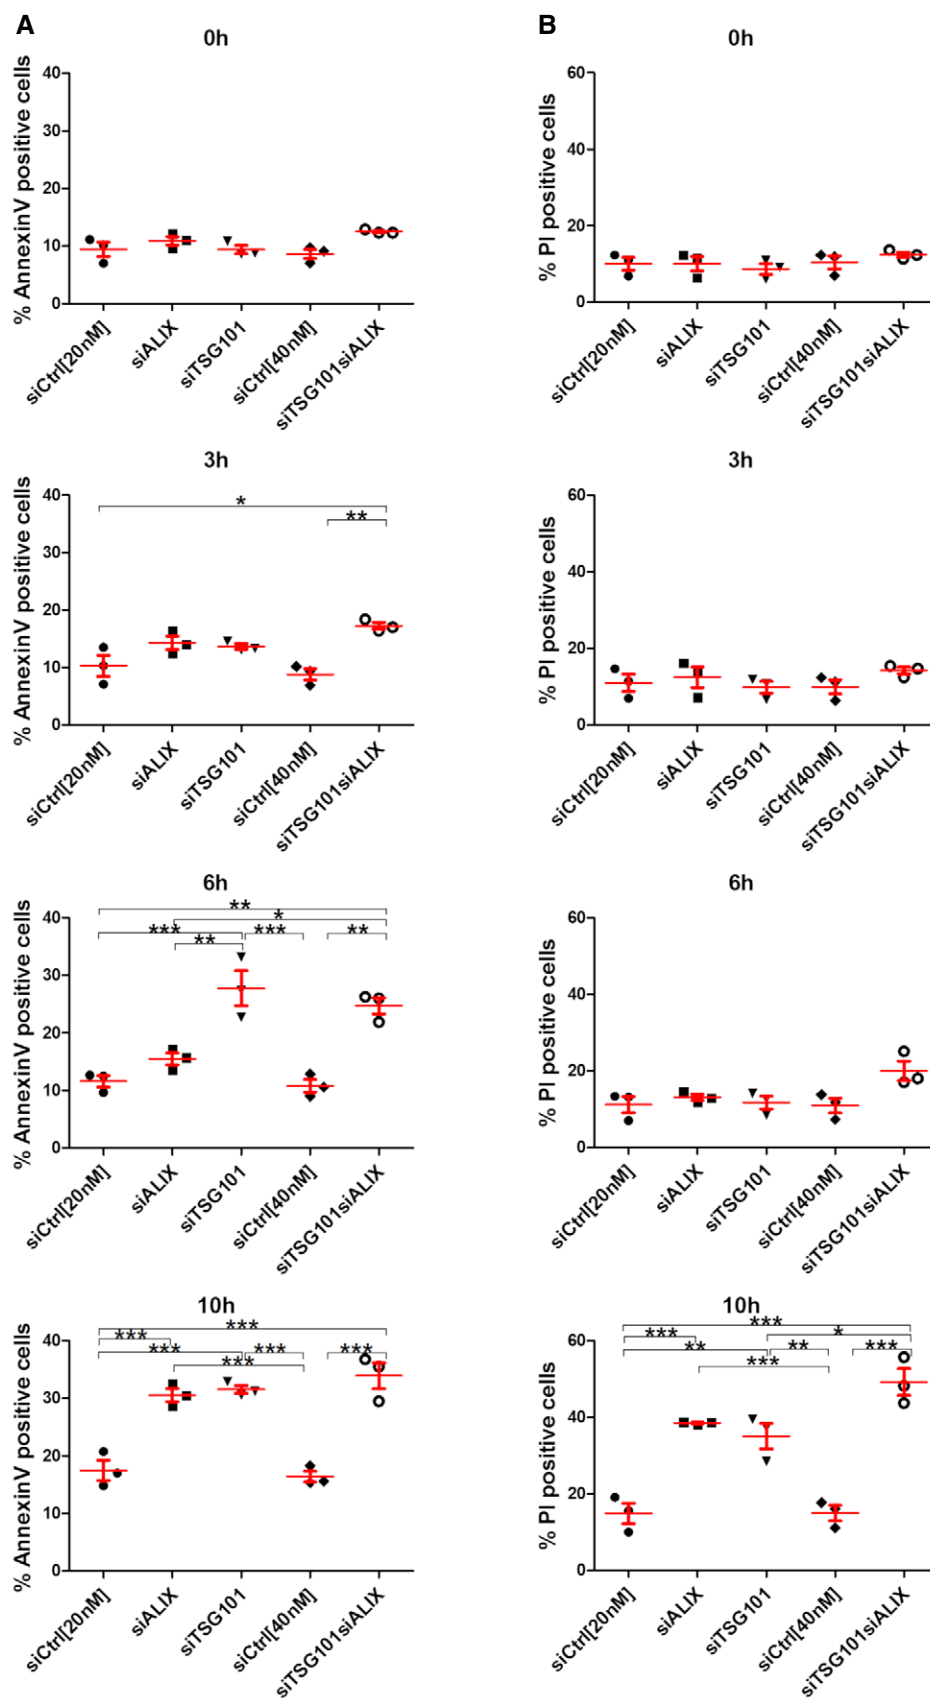 A
B
0h
% AnnexinV positive cells
40
30
20
10
0
siCtrl[20nM]
siALIX
siTSG101
siCtrl[40nM]
siTSG101siALIX
0h
% PI positive cells
60
40
20
0
siCtrl[20nM]
siALIX
siTSG101
siCtrl[40nM]
siTSG101siALIX
3h
% AnnexinV positive cells
40
30
20
10
0
*
**
siCtrl[20nM]
siALIX
siTSG101
siCtrl[40nM]
siTSG101siALIX
3h
% PI positive cells
60
40
20
0
siCtrl[20nM]
siALIX
siTSG101
siCtrl[40nM]
siTSG101siALIX
6h
% AnnexinV positive cells
40
30
20
10
0
**
*
*** *** **
**
siCtrl[20nM]
siALIX
siTSG101
siCtrl[40nM]
siTSG101siALIX
6h
% PI positive cells
60
40
20
0
siCtrl[20nM]
siALIX
siTSG101
siCtrl[40nM]
siTSG101siALIX
10h
% AnnexinV positive cells
40
30
20
10
0
***
***
*** *** ***
***
siCtrl[20nM]
siALIX
siTSG101
siCtrl[40nM]
siTSG101siALIX
10h
% PI positive cells
60
40
20
0
***
*** *
** ** ***
***
siCtrl[20nM]
siALIX
siTSG101
siCtrl[40nM]
siTSG101siALIX